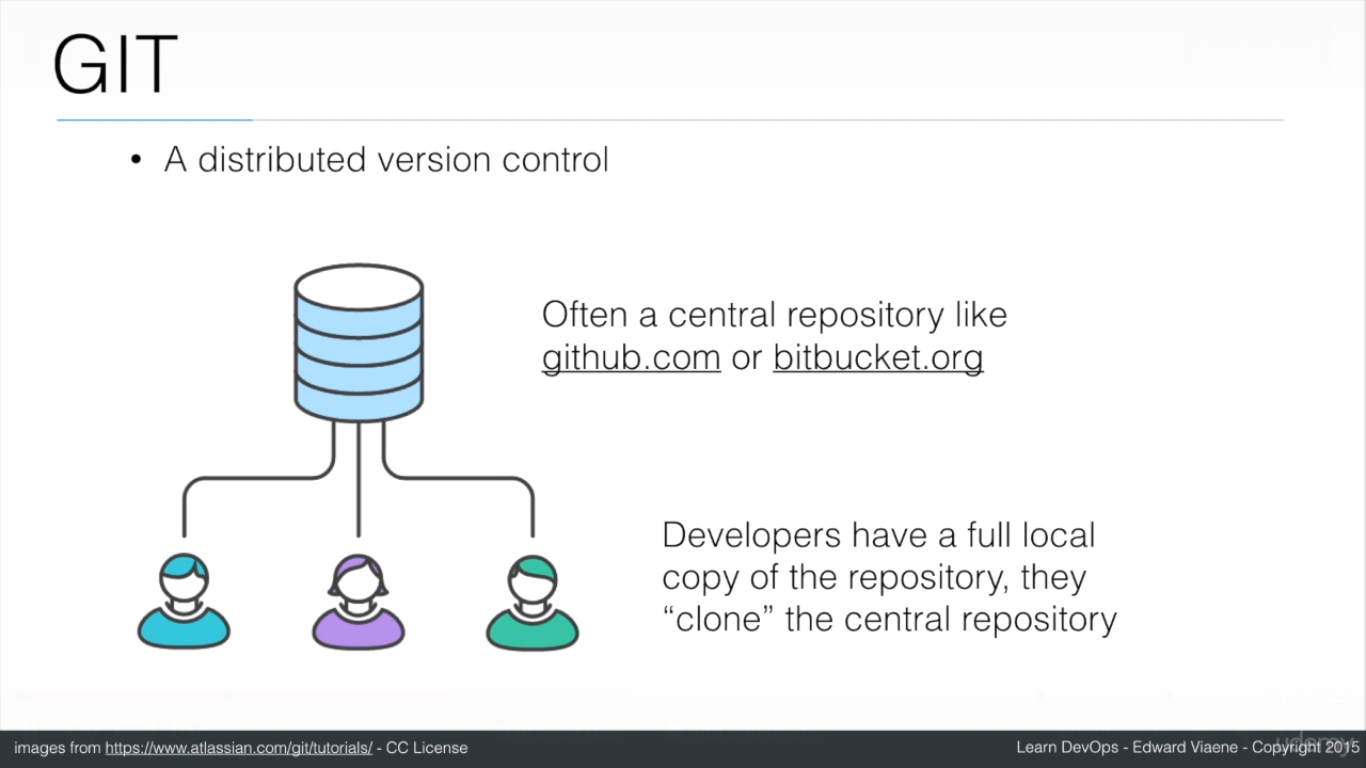 GIT
• A distributed version control
Often a central repository like
github.com or bitbucket.org
Developers have a full local
copy of the repository, they
“clone” the central repository
images from https://www.atlassian.com/git/tutorials/ - CC License
Learn DevOps - Edward Viaene - Copyright 2015
udemy